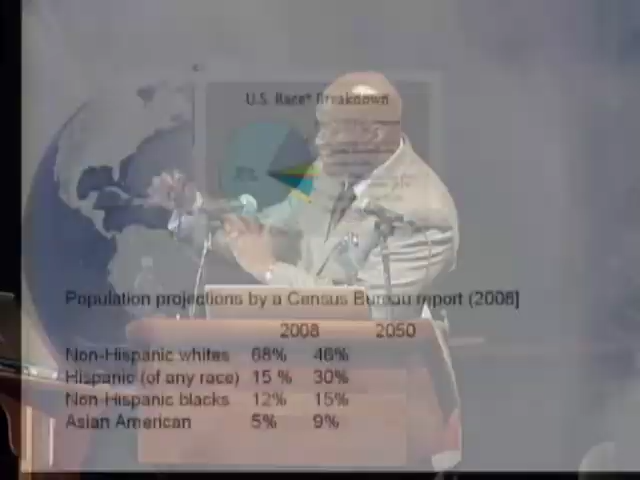 U.S. Race* Breakdown
Population projections by a Census Bureau report (2008]
2008 2050
Non-Hispanic whites 68% 46%
Hispanic (of any race) 15 % 30%
Non-Hispanic blacks 12% 15%
Asian American 5% 9%